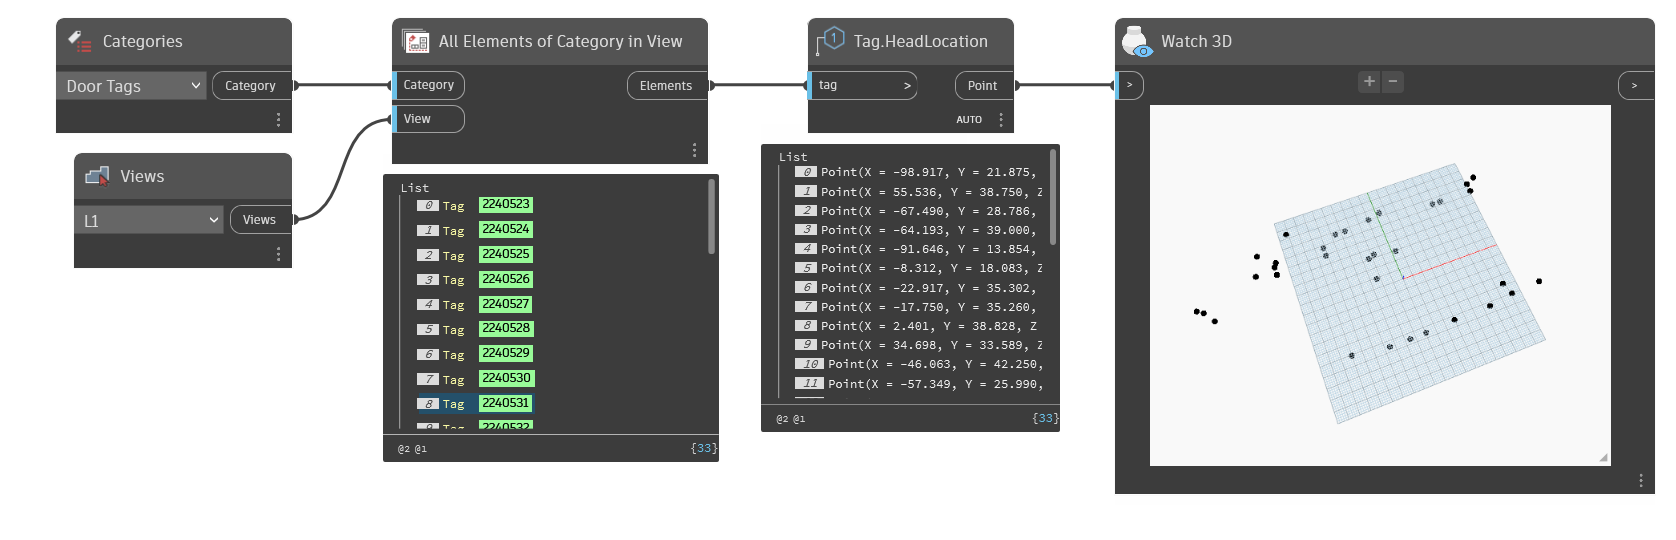 Categories
Door Tags
Category
Views
L1
Views
All Elements of Category in View
Category
Elements
View
List
0 Tag 2240523
1 Tag 2240524
2 Tag 2240525
3 Tag 2240526
4 Tag 2240527
5 Tag 2240528
6 Tag 2240529
7 Tag 2240530
8 Tag 2240531
9 Tag 2240532
@2 @1
{33}
1
Tag.HeadLocation
tag >
Point
AUTO
List
0 Point(X = -98.917, Y = 21.875,
1 Point(X = 55.536, Y = 38.750, Z
2 Point(X = -67.490, Y = 28.786,
3 Point(X = -64.193, Y = 39.000,
4 Point(X = -91.646, Y = 13.854,
5 Point(X = -8.312, Y = 18.083, Z
6 Point(X = -22.917, Y = 35.302,
7 Point(X = -17.750, Y = 35.260,
8 Point(X = 2.401, Y = 38.828, Z
9 Point(X = 34.698, Y = 33.589, Z
10 Point(X = -46.063, Y = 42.250,
11 Point(X = -57.349, Y = 25.990,
@2 @1
{33}
Watch 3D
>
+ −
>